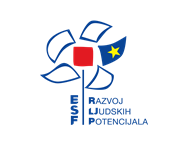 ESF
RAZVOJ
LJUDSKIH
POTENCIJALA